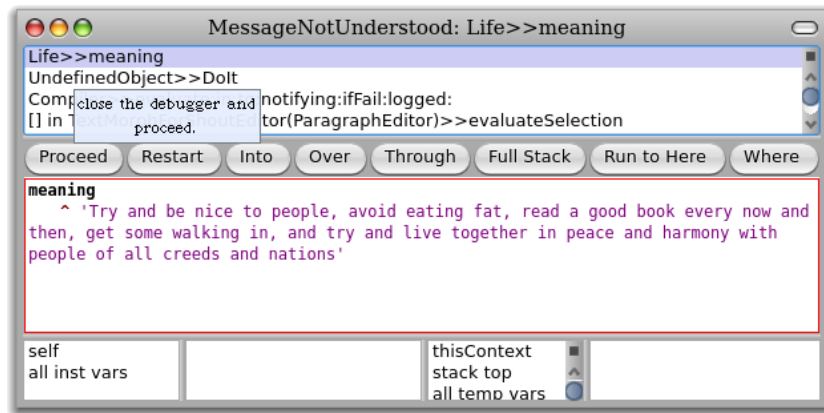 MessageNotUnderstood: Life>>meaning
Life>>meaning
UndefinedObject>>DoIt
close the debugger and
proceed.
notifying:ifFail:logged:
[] in (ParagraphEditor)>>evaluateSelection
Proceed Restart Into Over Through Full Stack Run to Here Where
meaning
^ 'Try and be nice to people, avoid eating fat, read a good book every now and
then, get some walking in, and try and live together in peace and harmony with
people of all creeds and nations'
self
all inst vars
thisContext
stack top
all temp vars